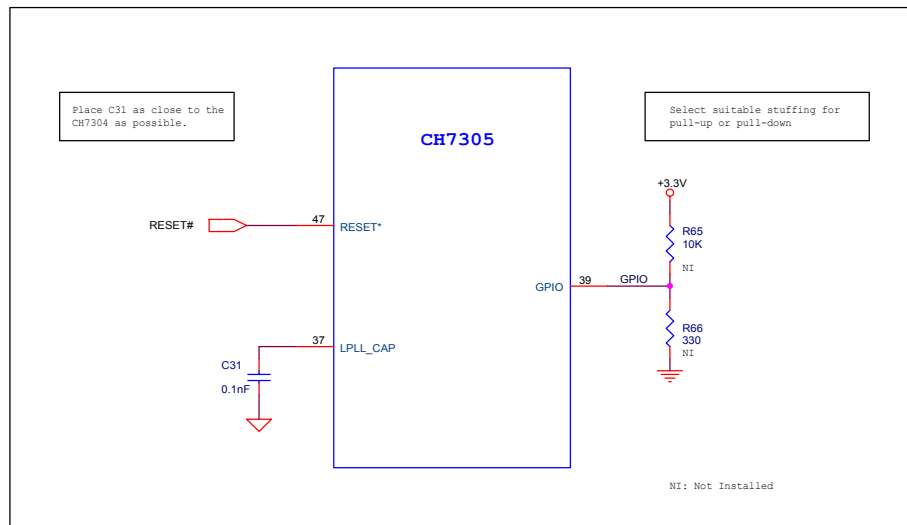 Place C31 as close to the
CH7304 as possible.
Select suitable stuffing for
pull-up or pull-down
CH7305
+3.3V
RESET#
47
RESET*
R65
10K
NI
GPIO
39
GPIO
R66
330
NI
37
LPLL_CAP
C31
0.1nF
NI: Not Installed